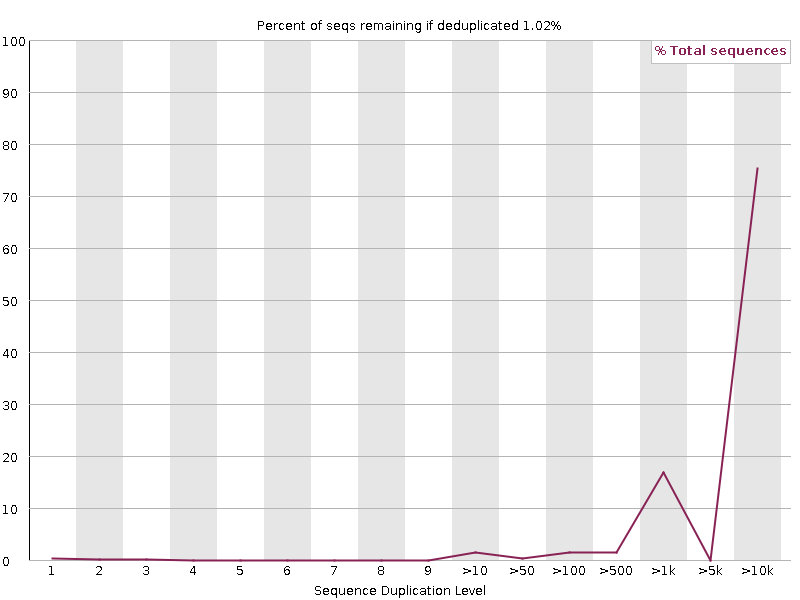 Percent of seqs remaining if deduplicated 1.02%
% Total sequences
100
90
80
70
60
50
40
30
20
10
0
1 2 3 4 5 6 7 8 9 >10 >50 >100 >500 >1k >5k >10k
Sequence Duplication Level